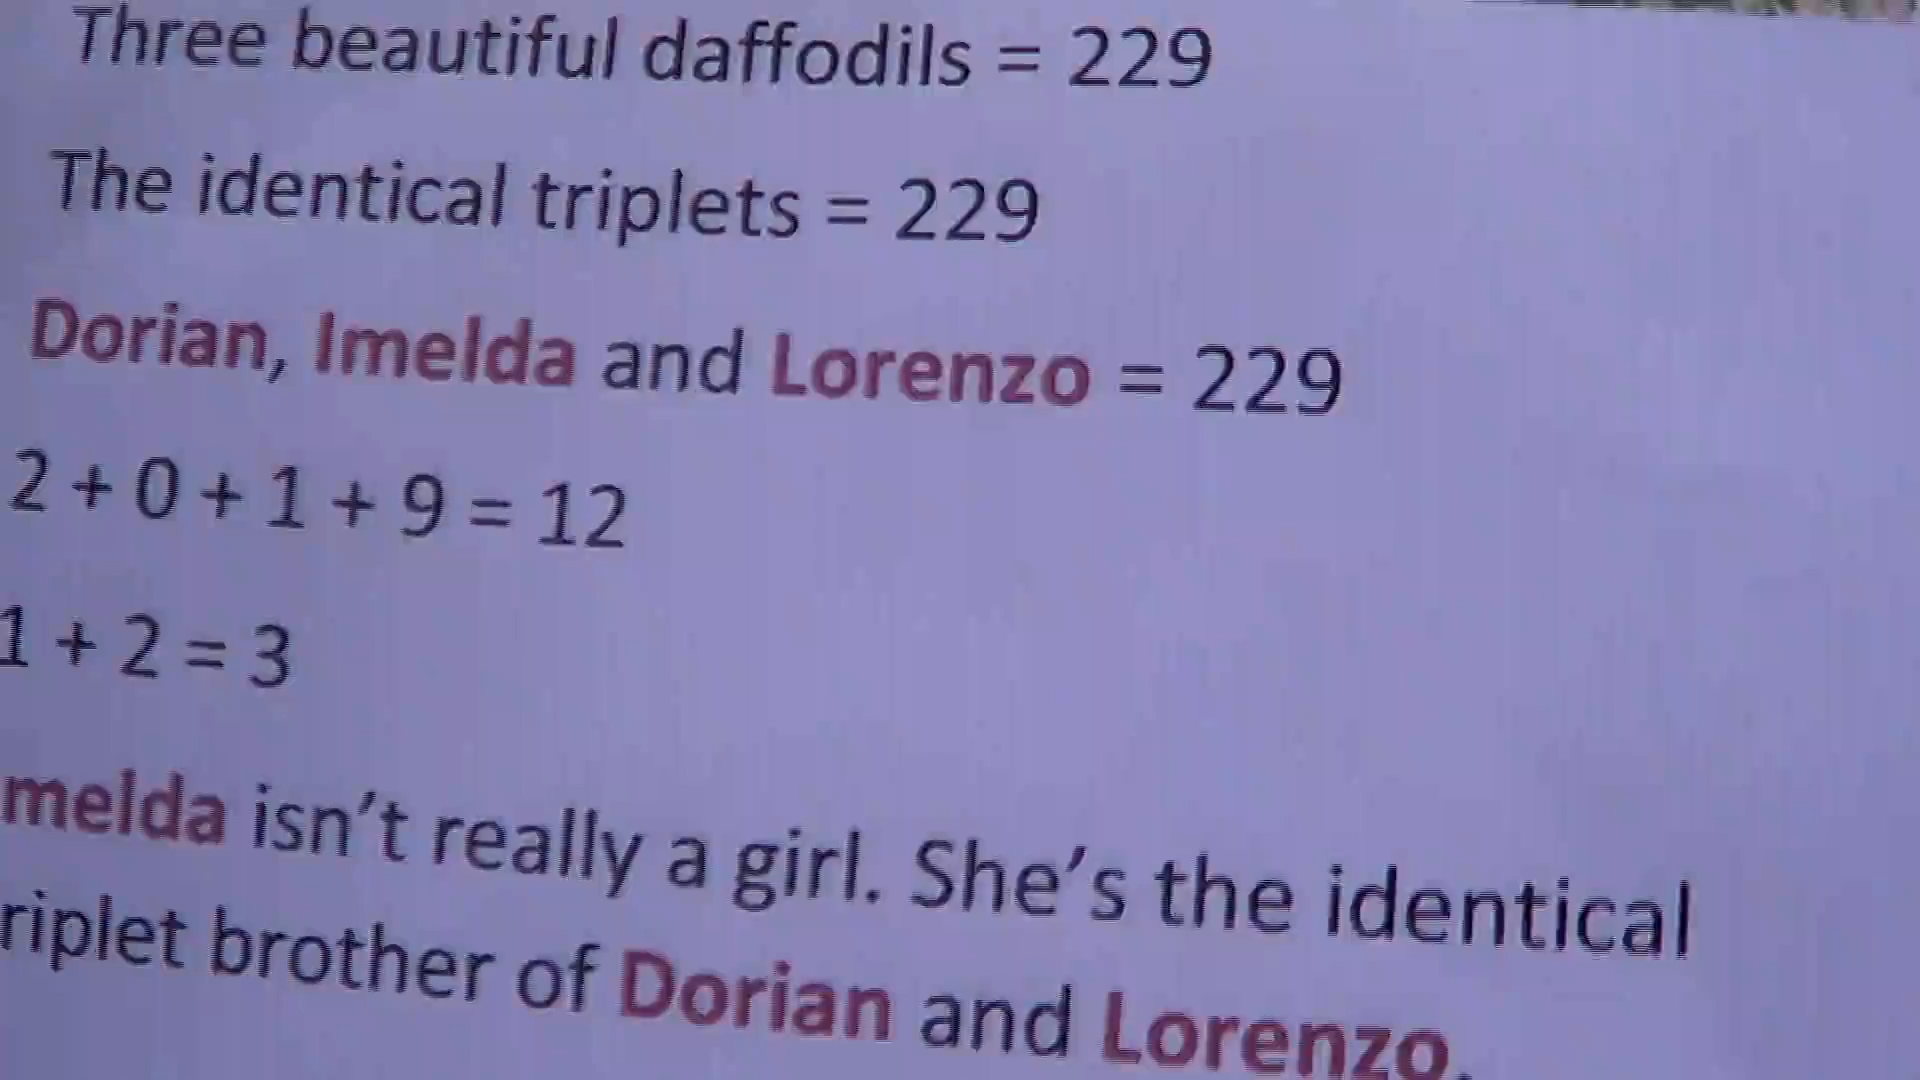 Three beautiful daffodils = 229
The identical triplets = 229
Dorian, Imelda and Lorenzo = 229
2 + 0 + 1 + 9 = 12
1 + 2 = 3
melda isn't really a girl. She's the identical
riplet brother of Dorian and Lorenzo.